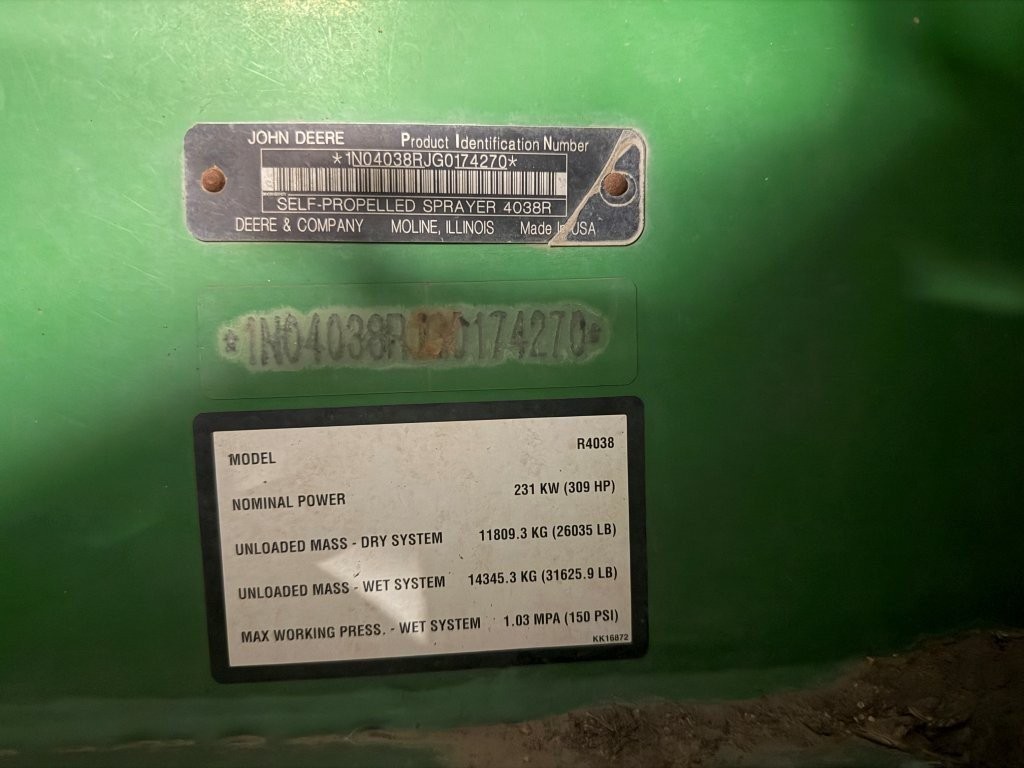 JOHN DEERE Product Identification Number
*1N04038RJG0174270*
SELF-PROPELLED SPRAYER 4038R
DEERE & COMPANY MOLINE, ILLINOIS Made In USA
*1N04038RJG0174270*
MODEL R4038
NOMINAL POWER 231 KW (309 HP)
UNLOADED MASS - DRY SYSTEM 11809.3 KG (26035 LB)
UNLOADED MASS - WET SYSTEM 14345.3 KG (31625.9 LB)
MAX WORKING PRESS. - WET SYSTEM 1.03 MPA (150 PSI)
KK16872